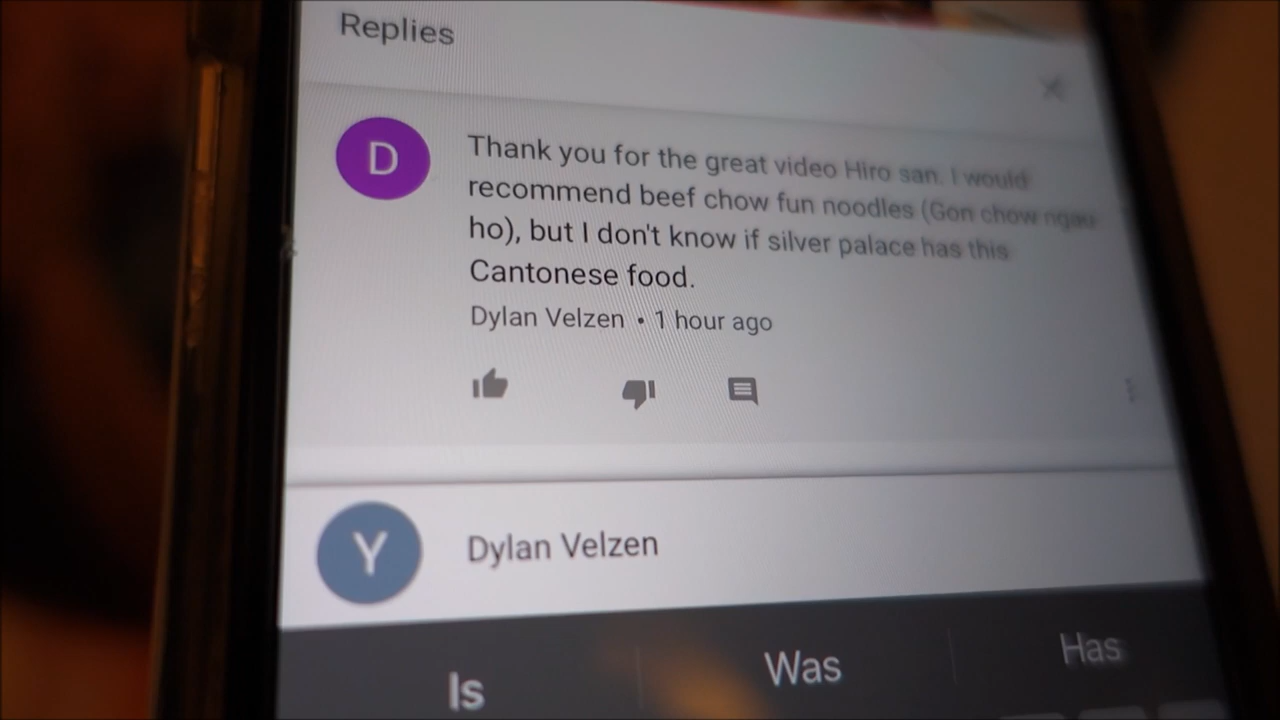 Replies
D
Thank you for the great video Hiro san. I would
recommend beef chow fun noodles (Gon chow ngau
ho), but I don't know if silver palace has this
Cantonese food.
Dylan Velzen • 1 hour ago
Y
Dylan Velzen
Is
Was
Has